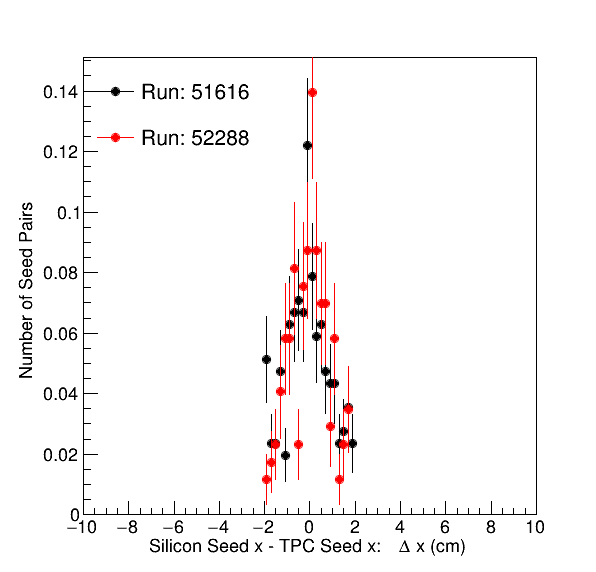 0.14
0.12
0.1
0.08
0.06
0.04
0.02
0
Run: 51616
Run: 52288
Number of Seed Pairs
−10 −8 −6 −4 −2 0 2 4 6 8 10
Silicon Seed x - TPC Seed x: Δ x (cm)